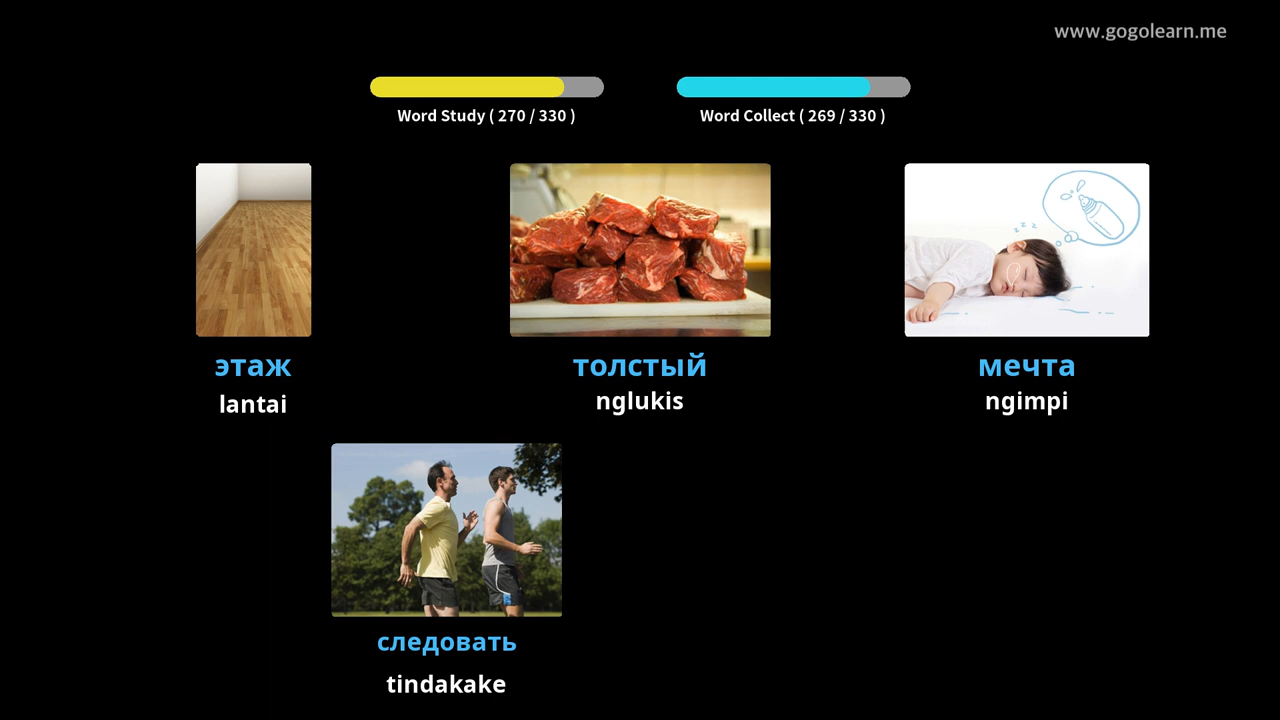 www.gogolearn.me
Word Study ( 270 / 330 )
Word Collect ( 269 / 330 )
этаж
lantai
толстый
nglukis
мечта
ngimpi
следовать
tindakake